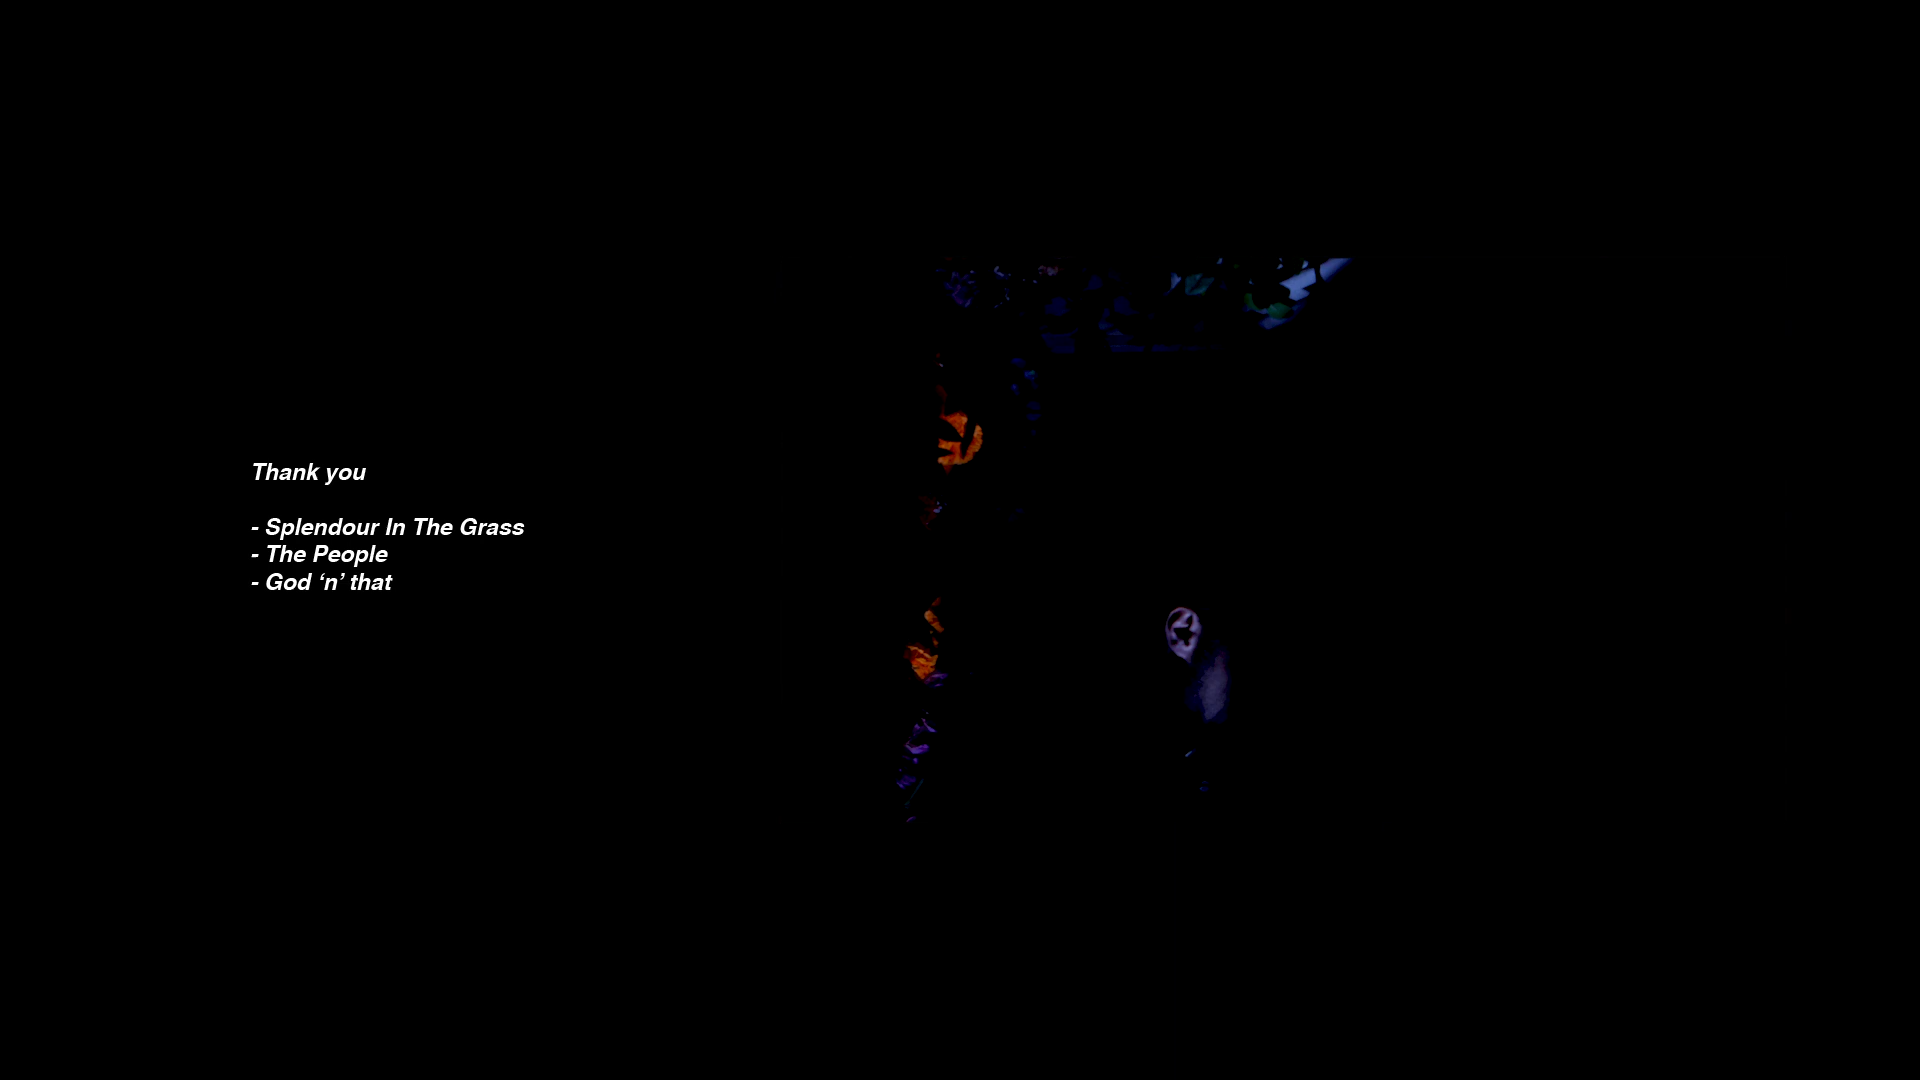 Thank you
- Splendour In The Grass
- The People
- God ‘n’ that